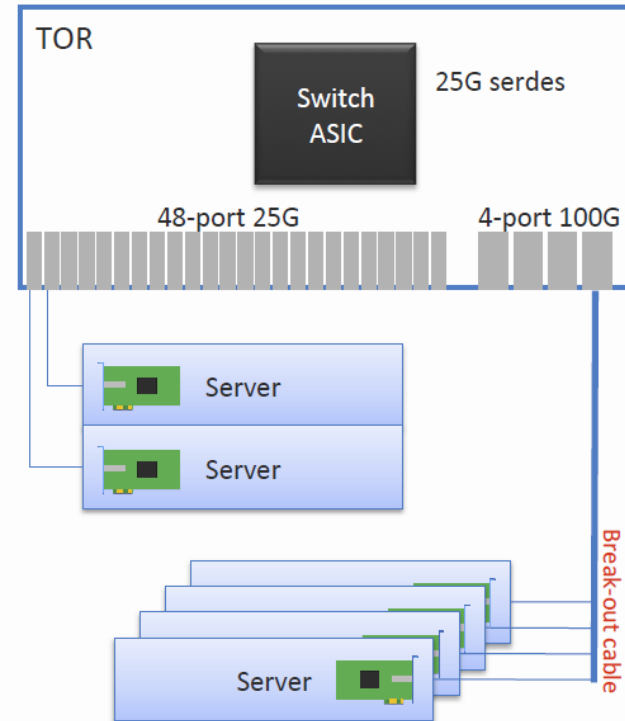 TOR
Switch
ASIC
25G serdes
48-port 25G
4-port 100G
Server
Server
Break-out cable
Server